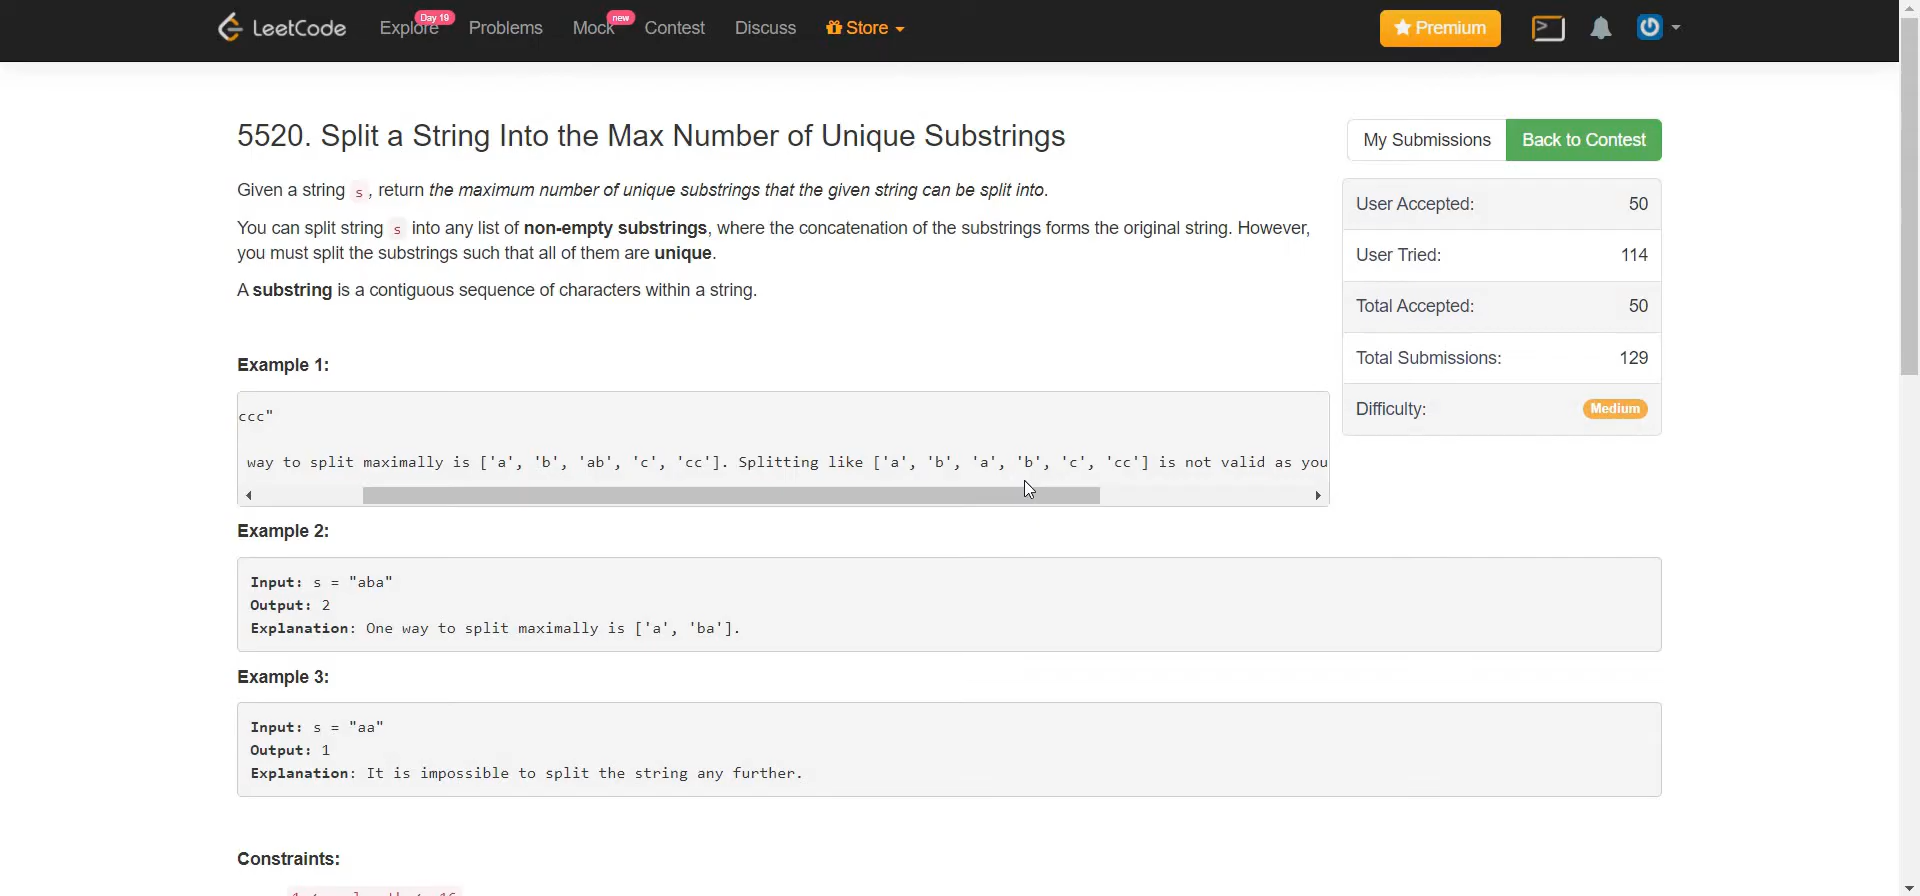 LeetCode Explore Day 19 Problems Mock new Contest Discuss Store Premium
5520. Split a String Into the Max Number of Unique Substrings
My Submissions Back to Contest
Given a string s, return the maximum number of unique substrings that the given string can be split into.
You can split string s into any list of non-empty substrings, where the concatenation of the substrings forms the original string. However,
you must split the substrings such that all of them are unique.
A substring is a contiguous sequence of characters within a string.
User Accepted: 50
User Tried: 114
Total Accepted: 50
Total Submissions: 129
Difficulty: Medium
Example 1:
ccc"
way to split maximally is ['a', 'b', 'ab', 'c', 'cc']. Splitting like ['a', 'b', 'a', 'b', 'c', 'cc'] is not valid as you
Example 2:
Input: s = "aba"
Output: 2
Explanation: One way to split maximally is ['a', 'ba'].
Example 3:
Input: s = "aa"
Output: 1
Explanation: It is impossible to split the string any further.
Constraints: